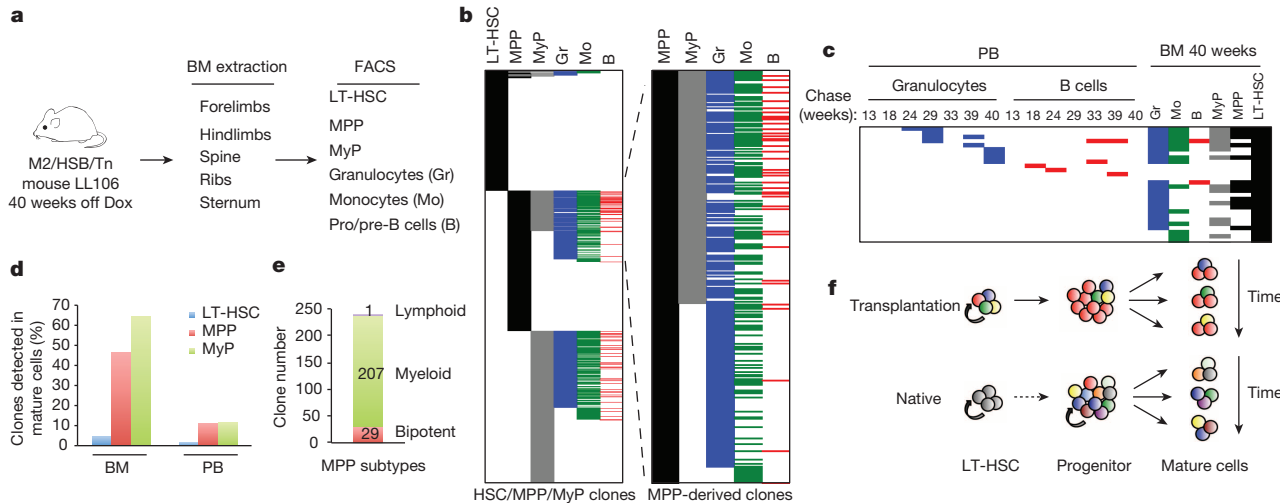 a
BM extraction
FACS
Forelimbs
Hindlimbs
Spine
Ribs
Sternum
LT-HSC
MPP
MyP
Granulocytes (Gr)
Monocytes (Mo)
Pro/pre-B cells (B)
M2/HSB/Tn
mouse LL106
40 weeks off Dox
b
LT-HSC
MPP
MyP
Gr
Mo
B
HSC/MPP/MyP clones
MPP
MyP
Gr
Mo
B
MPP-derived clones
c
PB
BM 40 weeks
Granulocytes
B cells
Chase
(weeks):
13 18 24 29 33 39 40
13 18 24 29 33 39 40
Gr
Mo
B
MyP
MPP
LT-HSC
d
Clones detected in
mature cells (%)
70
60
50
40
30
20
10
0
LT-HSC
MPP
MyP
BM
PB
e
Clone number
250
200
150
100
50
0
1
207
29
Lymphoid
Myeloid
Bipotent
MPP subtypes
f
Transplantation
Time
Native
Time
LT-HSC
Progenitor
Mature cells